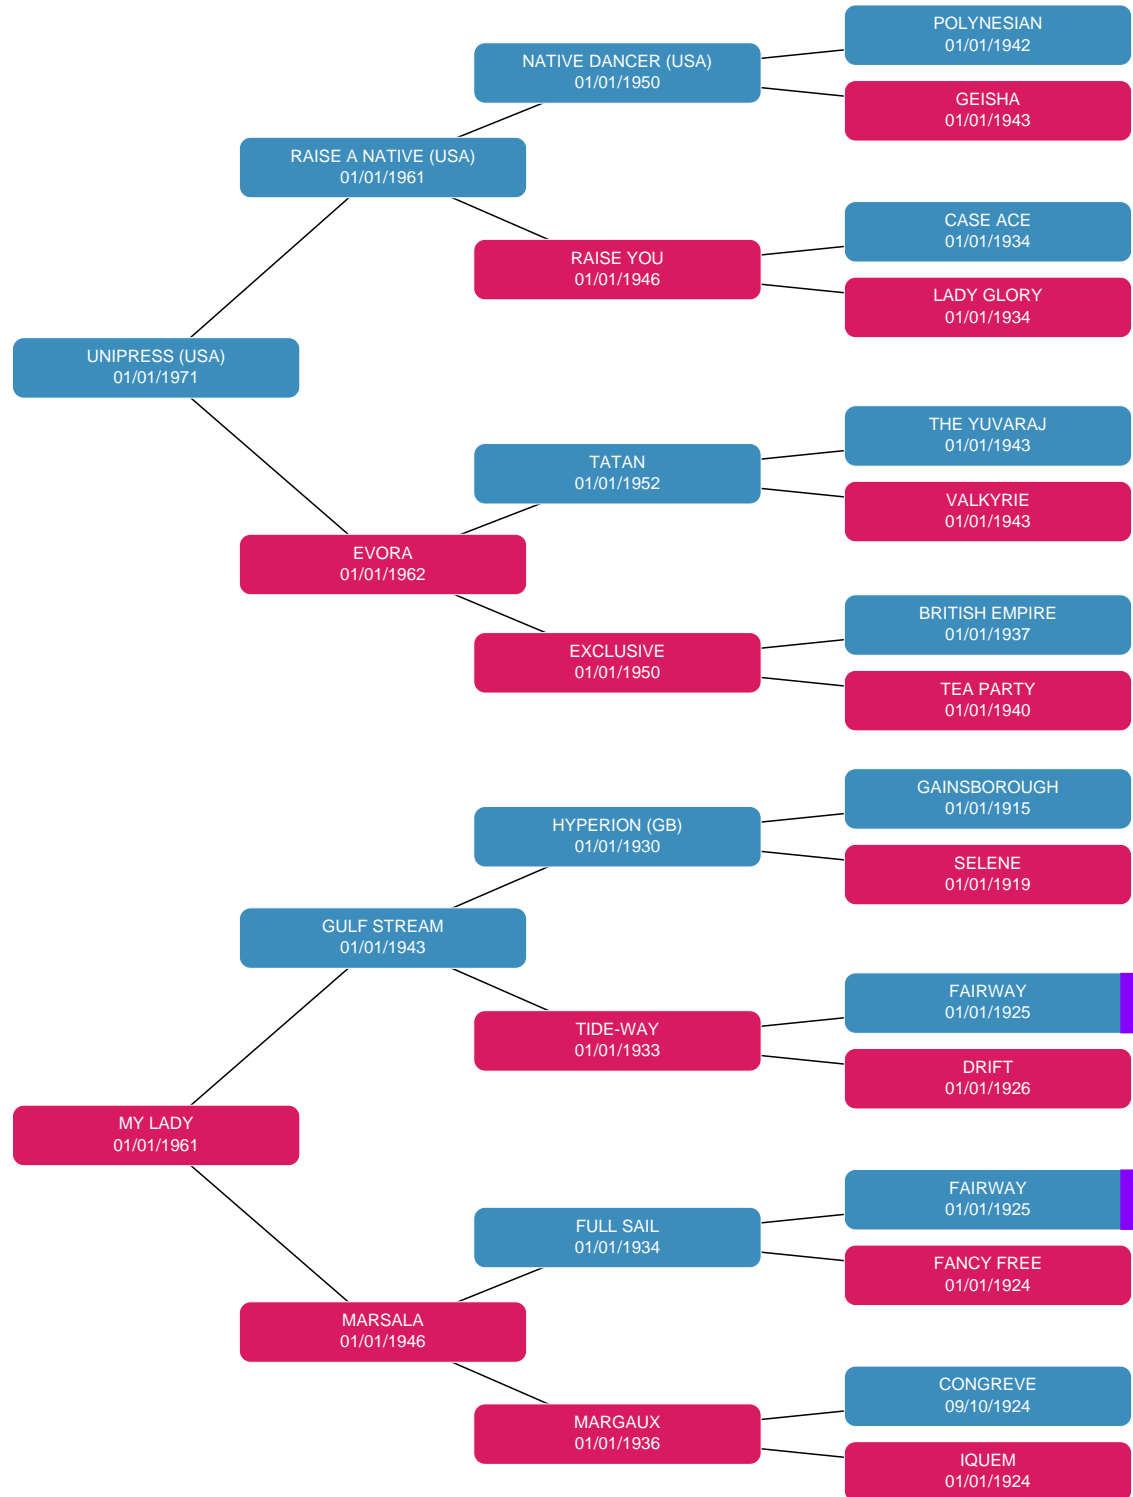 POLYNESIAN
01/01/1942
NATIVE DANCER (USA)
01/01/1950
GEISHA
01/01/1943
RAISE A NATIVE (USA)
01/01/1961
CASE ACE
01/01/1934
RAISE YOU
01/01/1946
LADY GLORY
01/01/1934
UNIPRESS (USA)
01/01/1971
THE YUVARAJ
01/01/1943
TATAN
01/01/1952
VALKYRIE
01/01/1943
EVORA
01/01/1962
BRITISH EMPIRE
01/01/1937
EXCLUSIVE
01/01/1950
TEA PARTY
01/01/1940
GAINSBOROUGH
01/01/1915
HYPERION (GB)
01/01/1930
SELENE
01/01/1919
GULF STREAM
01/01/1943
FAIRWAY
01/01/1925
TIDE-WAY
01/01/1933
DRIFT
01/01/1926
MY LADY
01/01/1961
FAIRWAY
01/01/1925
FULL SAIL
01/01/1934
FANCY FREE
01/01/1924
MARSALA
01/01/1946
CONGREVE
09/10/1924
MARGAUX
01/01/1936
IQUEM
01/01/1924